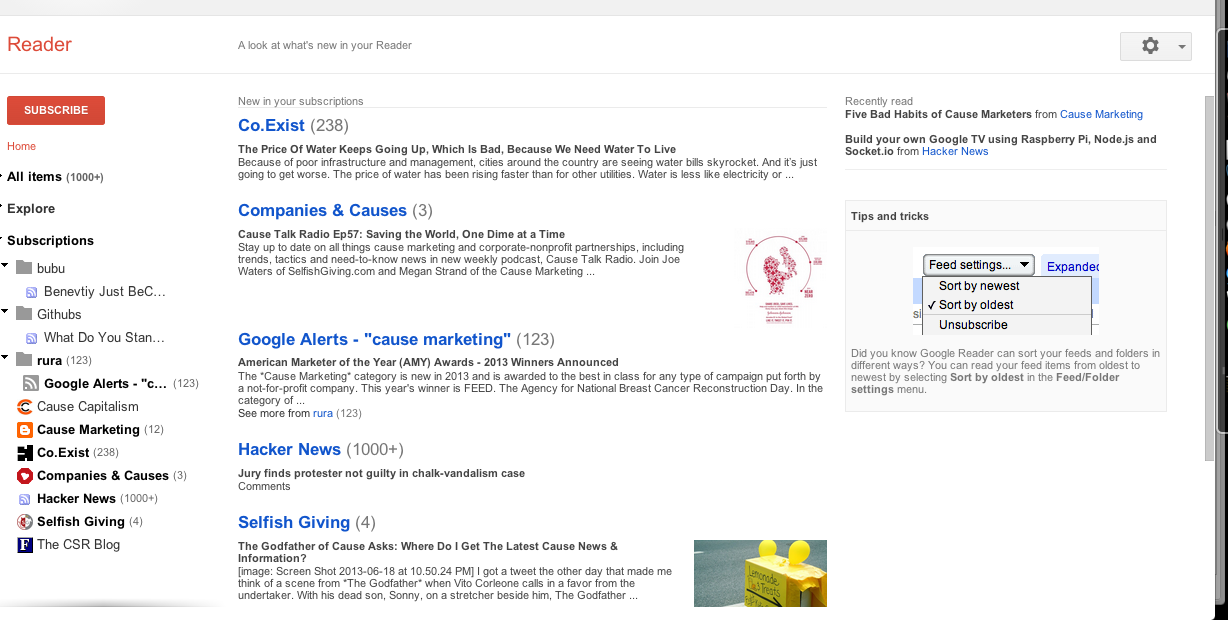 Reader
A look at what's new in your Reader
SUBSCRIBE
Home
All items (1000+)
Explore
Subscriptions
bubu
Benevtiy Just BeC...
Githubs
What Do You Stan...
rura (123)
Google Alerts - "c... (123)
Cause Capitalism
Cause Marketing (12)
Co.Exist (238)
Companies & Causes (3)
Hacker News (1000+)
Selfish Giving (4)
The CSR Blog
New in your subscriptions
Co.Exist (238)
The Price Of Water Keeps Going Up, Which Is Bad, Because We Need Water To Live
Because of poor infrastructure and management, cities around the country are seeing water bills skyrocket. And it's just
going to get worse. The price of water has been rising faster than for other utilities. Water is less like electricity or ...
Companies & Causes (3)
Cause Talk Radio Ep57: Saving the World, One Dime at a Time
Stay up to date on all things cause marketing and corporate-nonprofit partnerships, including
trends, tactics and need-to-know news in new weekly podcast, Cause Talk Radio. Join Joe
Waters of SelfishGiving.com and Megan Strand of the Cause Marketing ...
Google Alerts - "cause marketing" (123)
American Marketer of the Year (AMY) Awards - 2013 Winners Announced
The *Cause Marketing* category is new in 2013 and is awarded to the best in class for any type of campaign put forth by
a not-for-profit company. This year's winner is FEED. The Agency for National Breast Cancer Reconstruction Day. In the
category of ...
See more from rura (123)
Hacker News (1000+)
Jury finds protester not guilty in chalk-vandalism case
Comments
Selfish Giving (4)
The Godfather of Cause Asks: Where Do I Get The Latest Cause News &
Information?
[image: Screen Shot 2013-06-18 at 10.50.24 PM] I got a tweet the other day that made me
think of a scene from *The Godfather* when Vito Corleone calls in a favor from the
undertaker. With his dead son, Sonny, on a stretcher beside him, The Godfather ...
Lemonade
Recently read
Five Bad Habits of Cause Marketers from Cause Marketing
Build your own Google TV using Raspberry Pi, Node.js and
Socket.io from Hacker News
Tips and tricks
Feed settings...
Expanded
Sort by newest
✓ Sort by oldest
Unsubscribe
Did you know Google Reader can sort your feeds and folders in
different ways? You can read your feed items from oldest to
newest by selecting Sort by oldest in the Feed/Folder
settings menu.